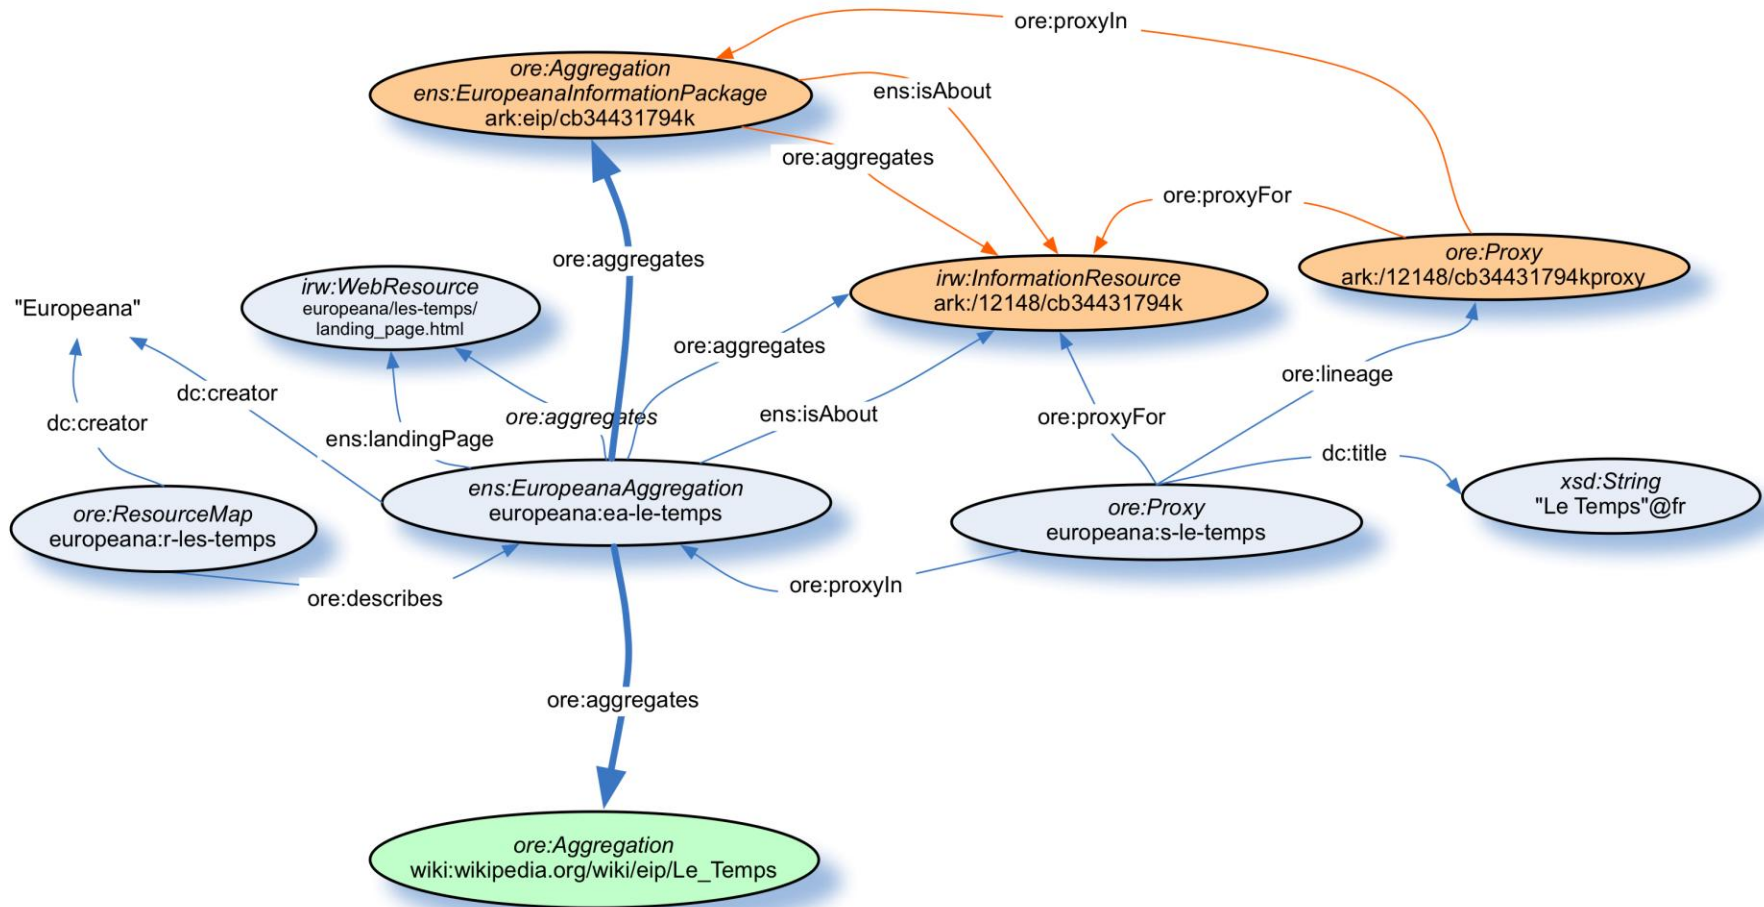 ore:proxyIn
ore:Aggregation
ens:EuropeanaInformationPackage
ark:eip/cb34431794k
ens:isAbout
ore:aggregates
ore:proxyFor
ore:Proxy
ark:/12148/cb34431794kproxy
ore:aggregates
irw:InformationResource
ark:/12148/cb34431794k
irw:WebResource
europeana/les-temps/
landing_page.html
"Europeana"
ore:aggregates
ore:lineage
dc:creator
dc:creator
ore:aggregates
ens:isAbout
ore:proxyFor
ens:landingPage
dc:title
ens:EuropeanaAggregation
europeana:ea-le-temps
xsd:String
"Le Temps"@fr
ore:ResourceMap
europeana:r-les-temps
ore:Proxy
europeana:s-le-temps
ore:describes
ore:proxyIn
ore:aggregates
ore:Aggregation
wiki:wikipedia.org/wiki/eip/Le_Temps